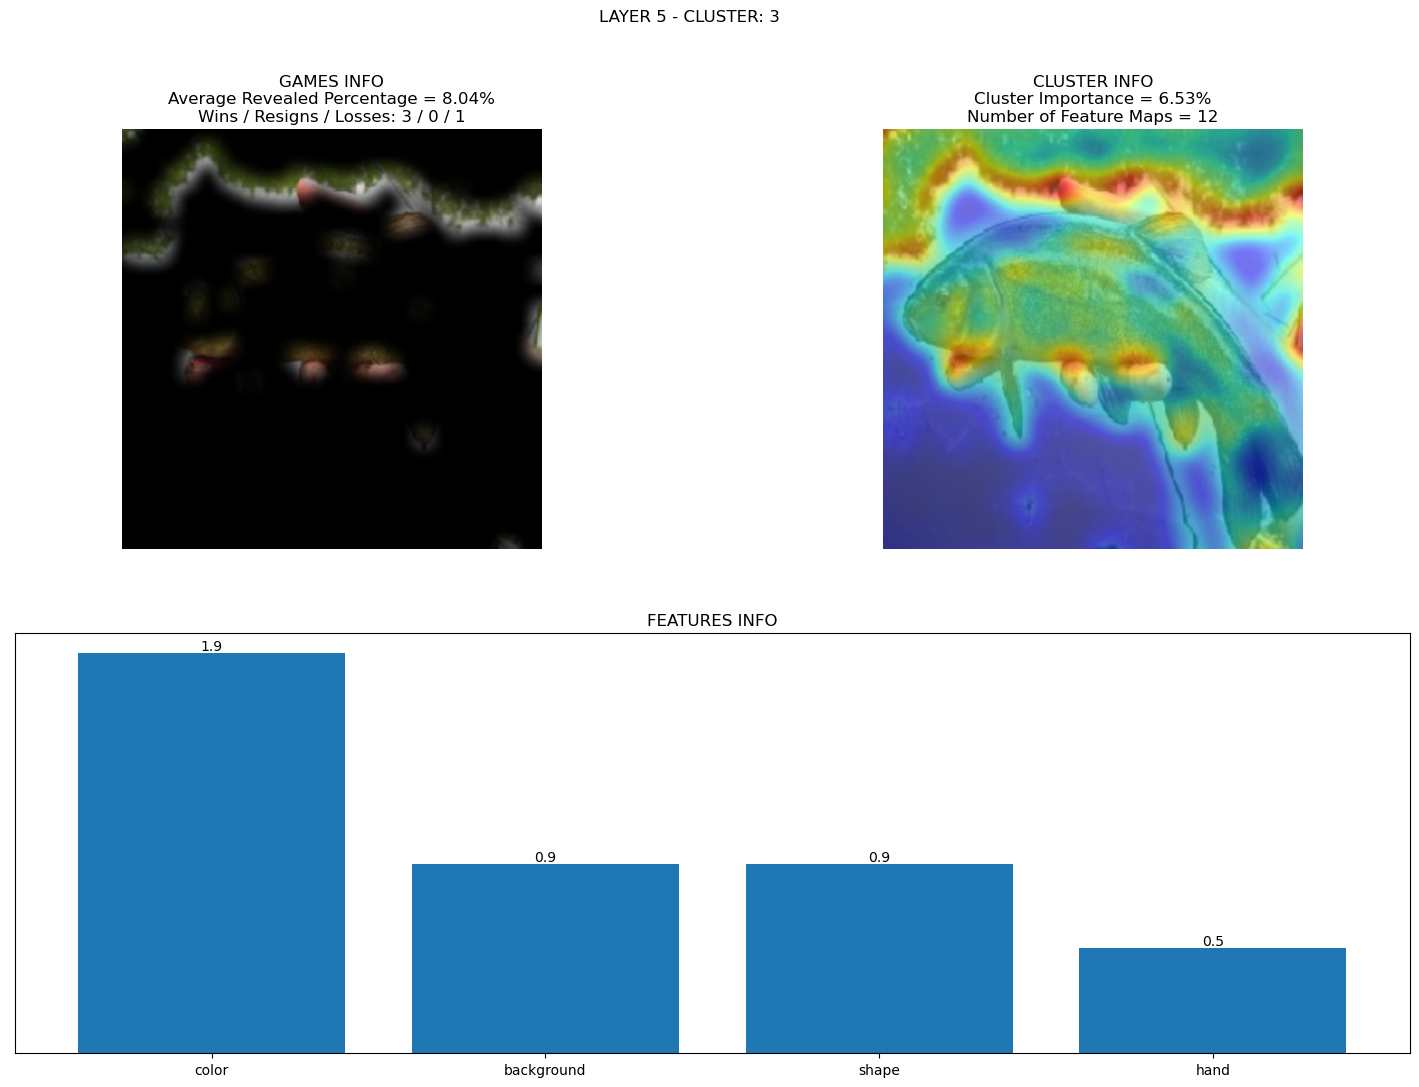 LAYER 5 - CLUSTER: 3
GAMES INFO
Average Revealed Percentage = 8.04%
Wins / Resigns / Losses: 3 / 0 / 1
CLUSTER INFO
Cluster Importance = 6.53%
Number of Feature Maps = 12
FEATURES INFO
1.9
0.9
0.9
0.5
color
background
shape
hand